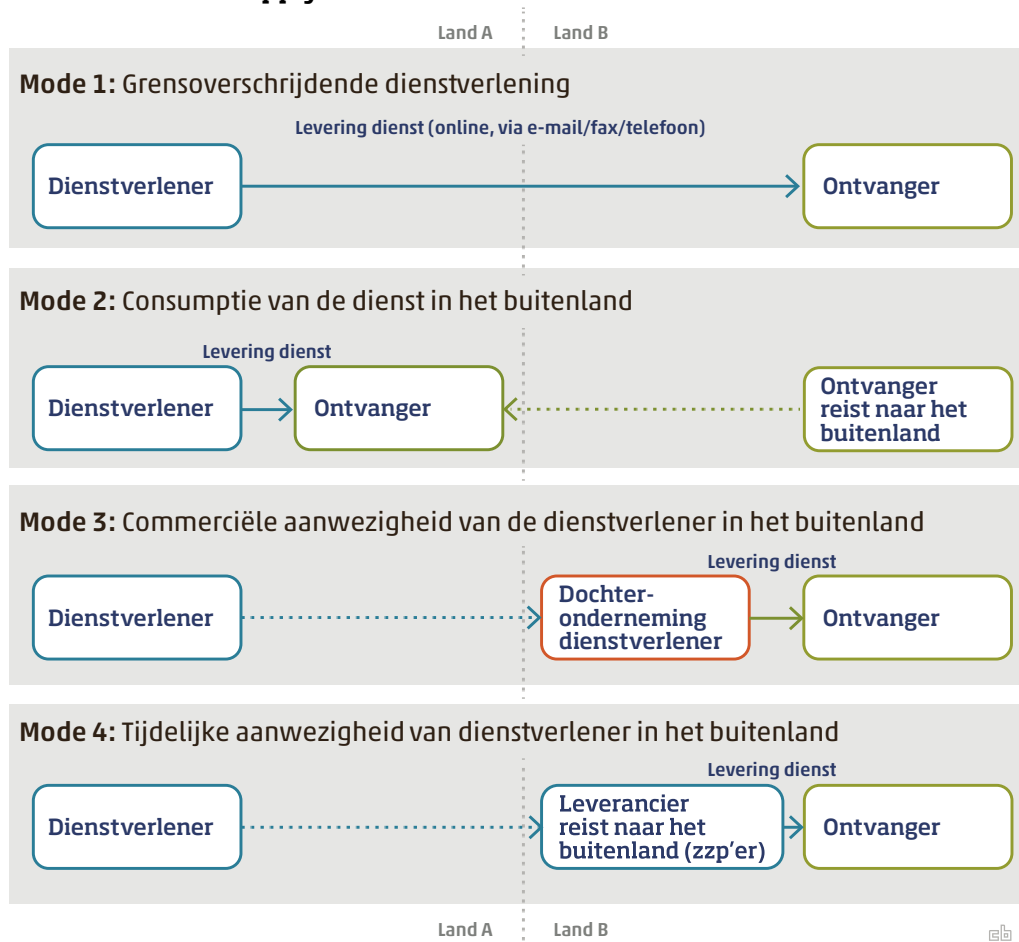 Land A
Land B
Mode 1: Grensoverschrijdende dienstverlening
Levering dienst (online, via e-mail/fax/telefoon)
Dienstverlener
Ontvanger
Mode 2: Consumptie van de dienst in het buitenland
Levering dienst
Dienstverlener
Ontvanger
Ontvanger
reist naar het
buitenland
Mode 3: Commerciële aanwezigheid van de dienstverlener in het buitenland
Levering dienst
Dienstverlener
Dochter-
onderneming
dienstverlener
Ontvanger
Mode 4: Tijdelijke aanwezigheid van dienstverlener in het buitenland
Levering dienst
Dienstverlener
Leverancier
reist naar het
buitenland (zzp'er)
Ontvanger
Land A
Land B